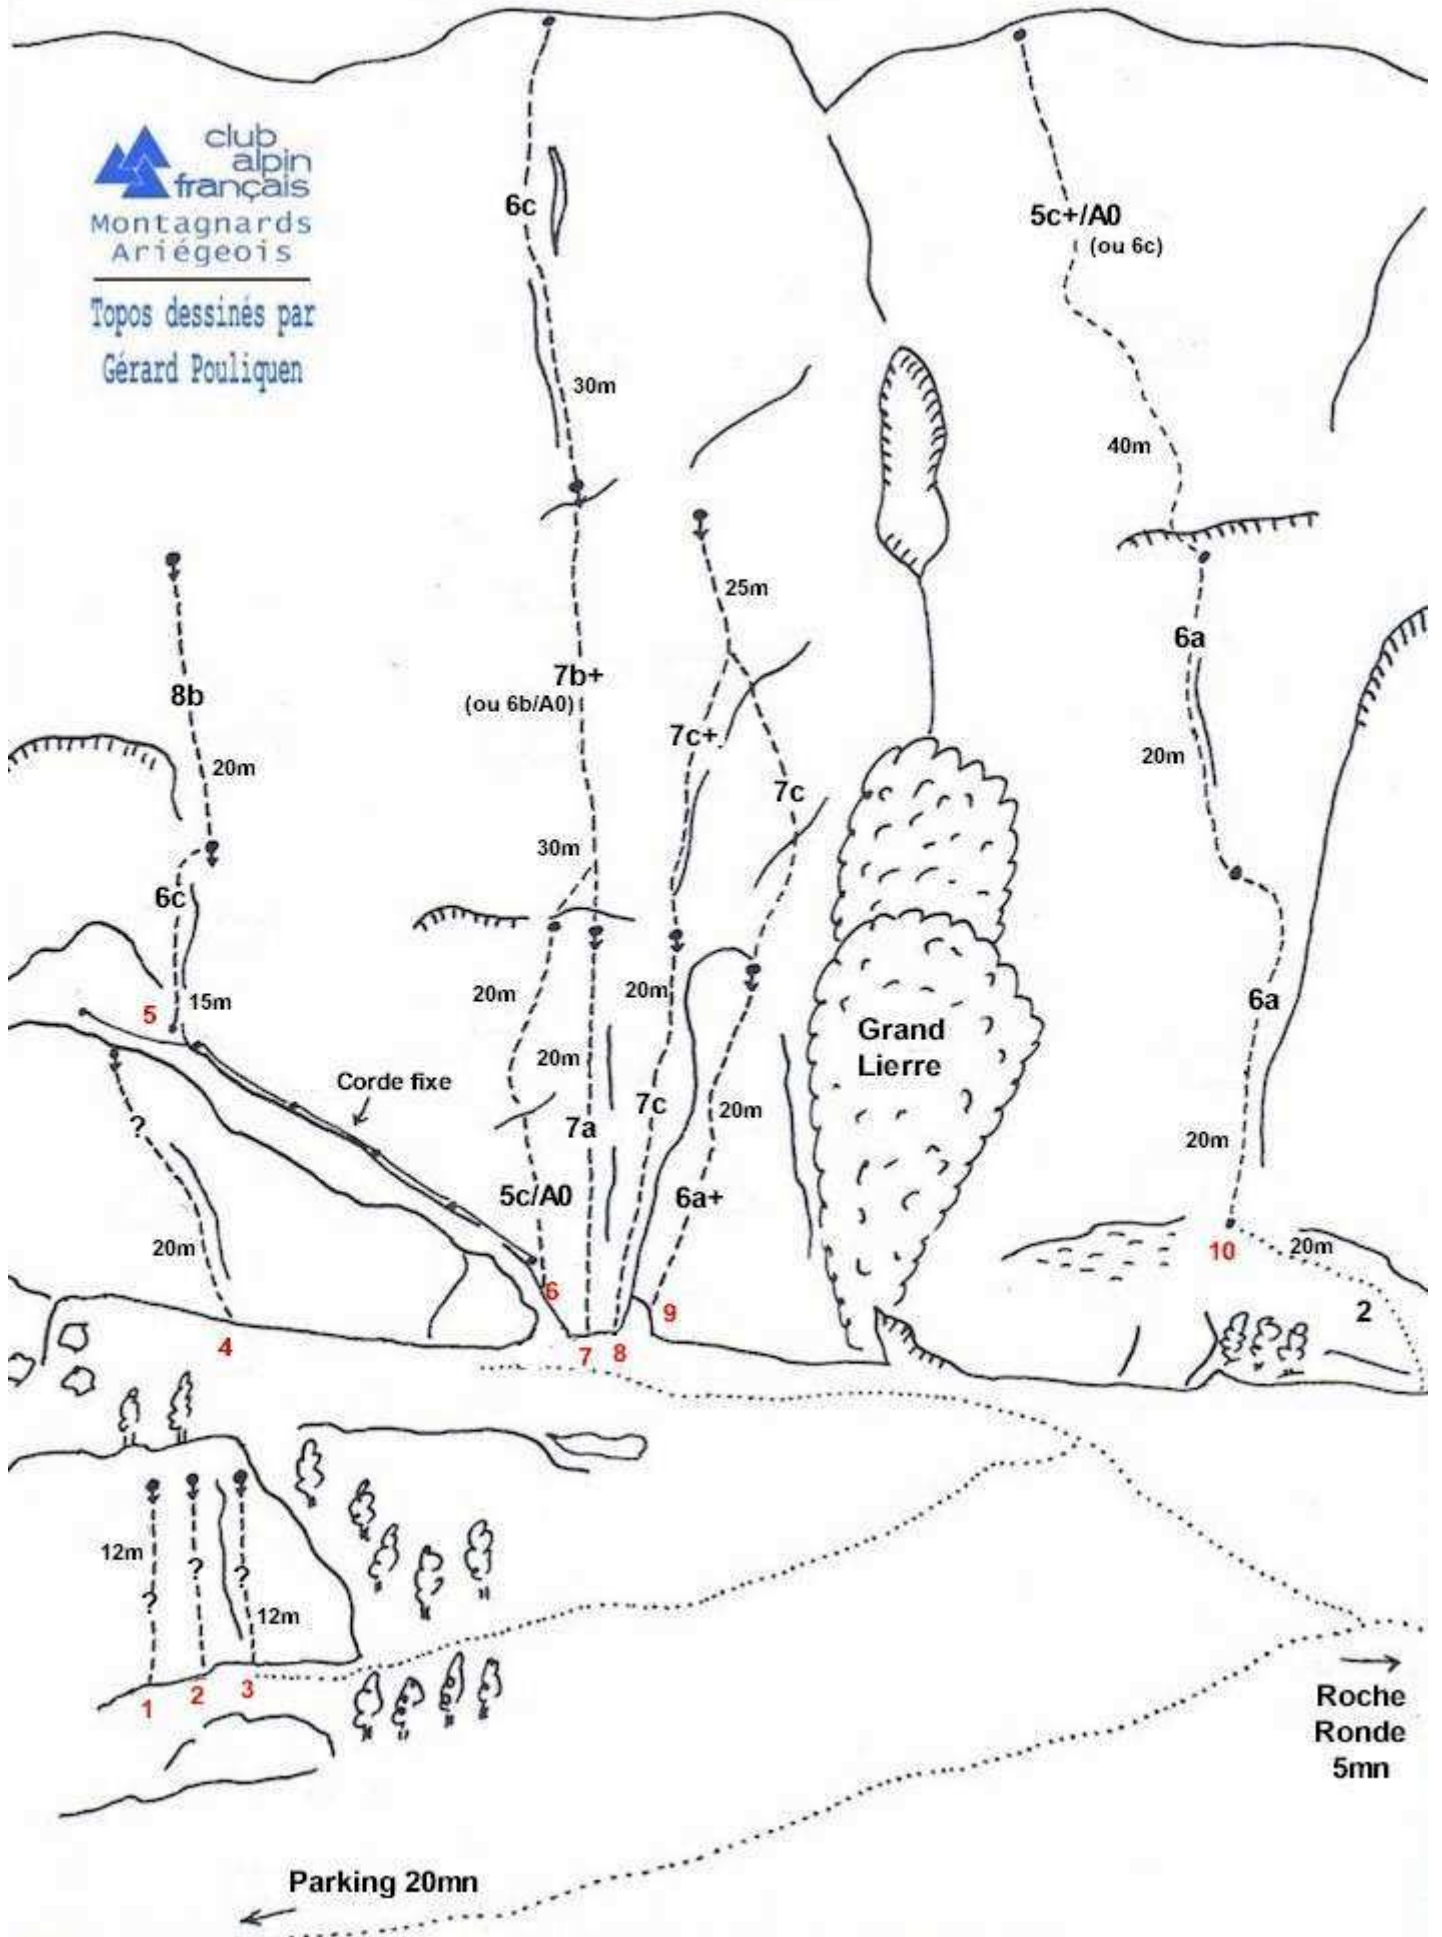 club
alpin
français
Montagnards
Ariégeois
Topos dessinés par
Gérard Pouliquen
6c
5c+/A0
(ou 6c)
30m
40m
25m
6a
7b+
(ou 6b/A0)
8b
7c+
20m
20m
7c
30m
6c
20m
20m
6a
5
15m
Grand
Lierre
20m
Corde fixe
7c
20m
?
7a
20m
5c/A0
6a+
20m
10
20m
6
9
2
4
7
8
12m
?
?
?
12m
1
2
3
Roche
Ronde
5mn
Parking 20mn